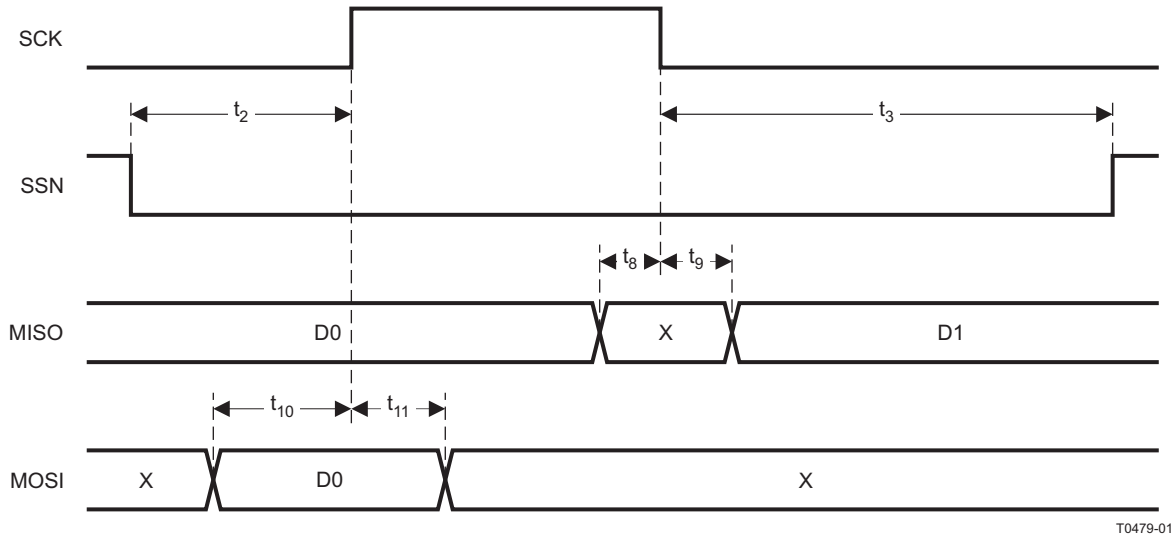 SCK
t2
t3
SSN
t8
t9
MISO
D0
X
D1
t10
t11
MOSI
X
D0
X
T0479-01